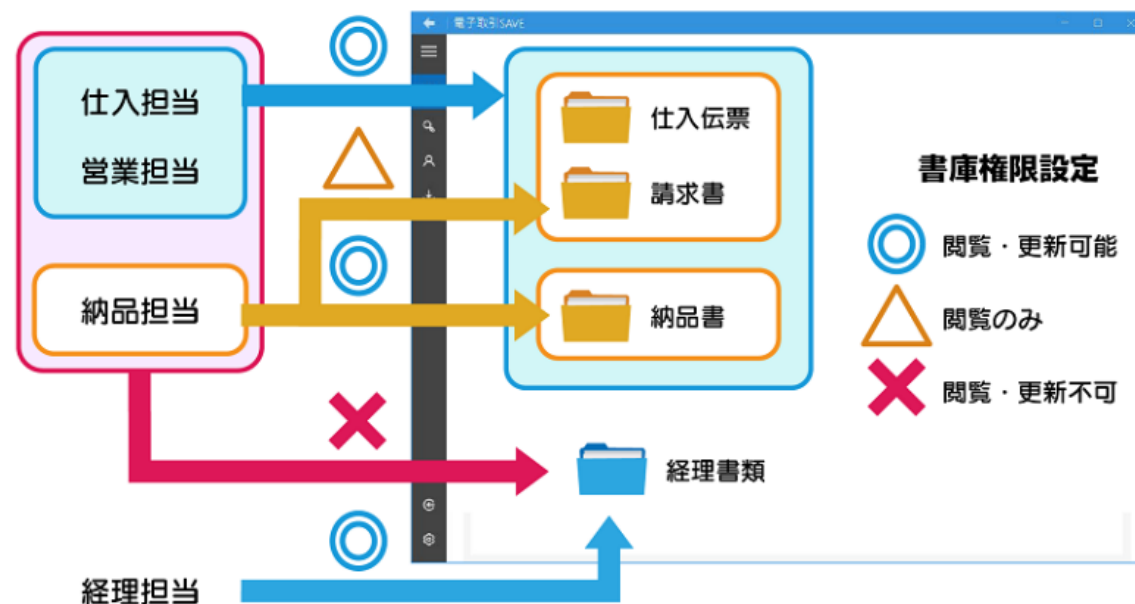 電子取引SAVE
仕入担当
営業担当
納品担当
経理担当
仕入伝票
請求書
納品書
経理書類
書庫権限設定
閲覧・更新可能
閲覧のみ
閲覧・更新不可